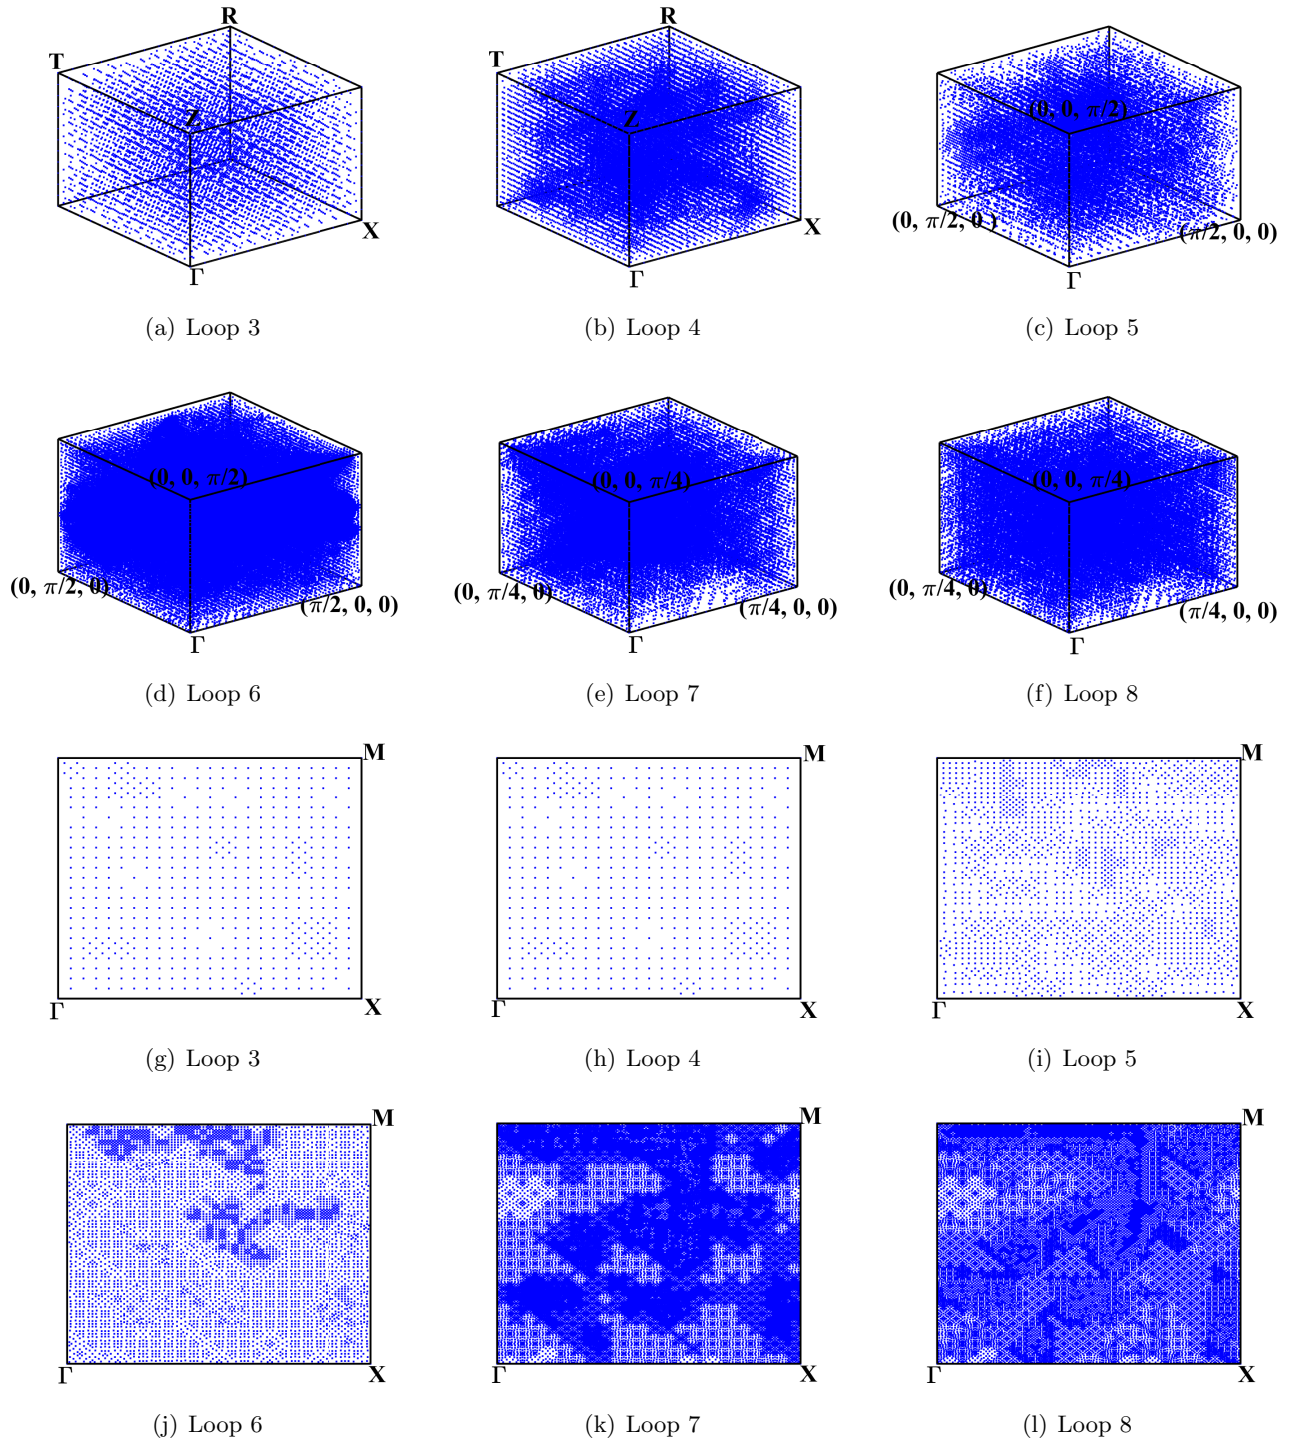 R
R
T
T
Z
Z
(0, 0, π/2)
X
X
(0, π/2, 0 )
(π/2, 0, 0)
Γ
Γ
Γ
(a) Loop 3
(b) Loop 4
(c) Loop 5
(0, 0, π/2)
(0, 0, π/4)
(0, 0, π/4)
(0, π/2, 0)
(π/2, 0, 0)
(0, π/4, 0)
(π/4, 0, 0)
(0, π/4, 0)
(π/4, 0, 0)
Γ
Γ
Γ
(d) Loop 6
(e) Loop 7
(f) Loop 8
M
M
M
Γ
X
Γ
X
Γ
X
(g) Loop 3
(h) Loop 4
(i) Loop 5
M
M
M
Γ
X
Γ
X
Γ
X
(j) Loop 6
(k) Loop 7
(l) Loop 8